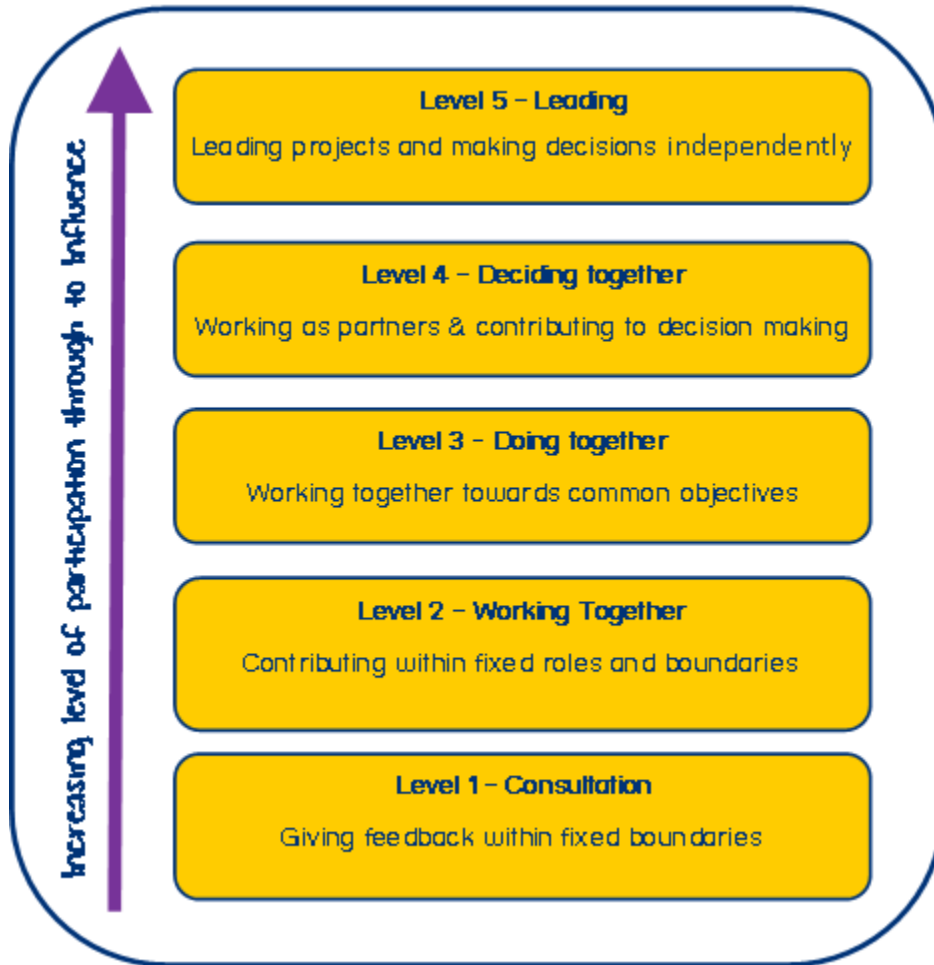 Increasing level of participation through to influence
Level 5 - Leading
Leading projects and making decisions independently
Level 4 - Deciding together
Working as partners & contributing to decision making
Level 3 - Doing together
Working together towards common objectives
Level 2 - Working Together
Contributing within fixed roles and boundaries
Level 1 - Consultation
Giving feedback within fixed boundaries